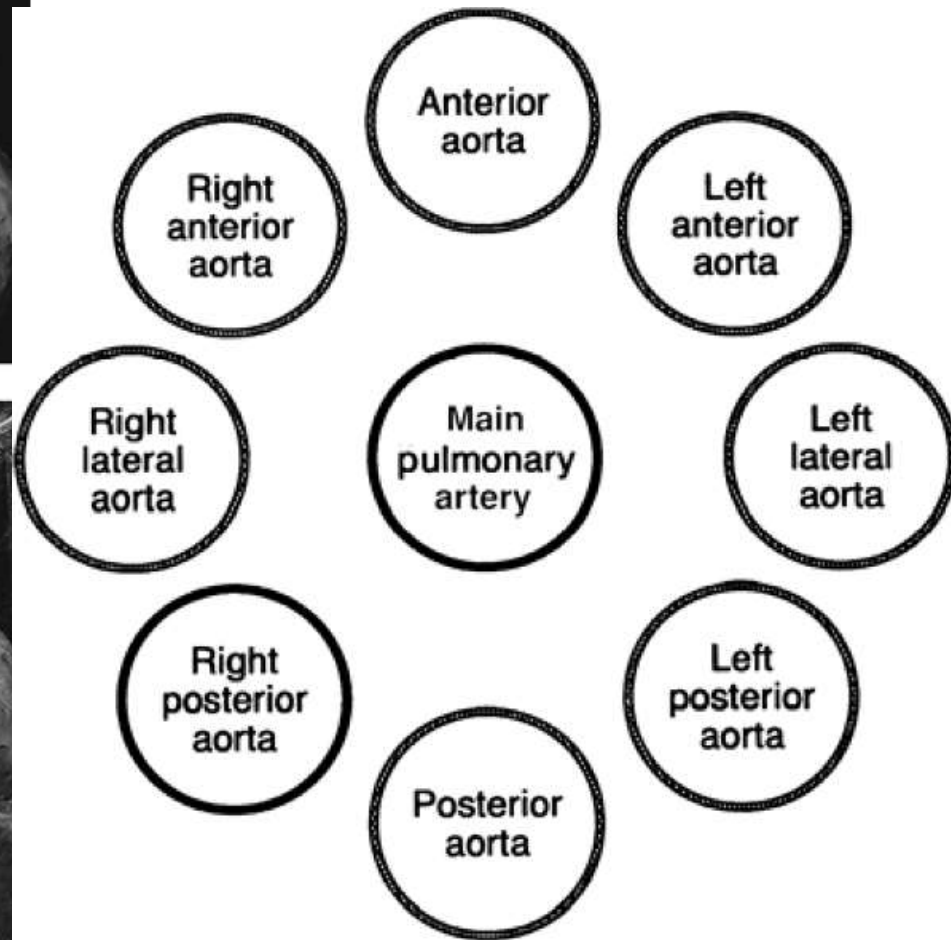 Anterior
aorta
Right
anterior
aorta
Left
anterior
aorta
Right
lateral
aorta
Main
pulmonary
artery
Left
lateral
aorta
Right
posterior
aorta
Left
posterior
aorta
Posterior
aorta